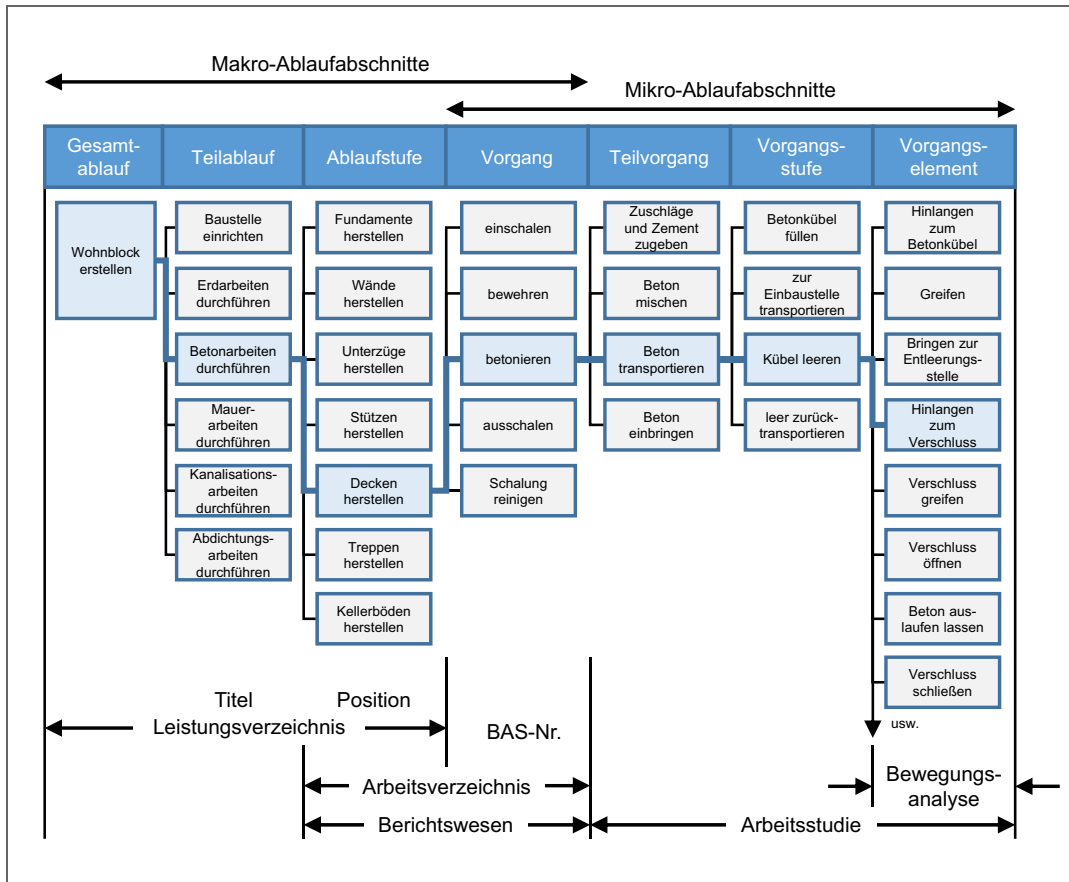 Makro-Ablaufabschnitte
Mikro-Ablaufabschnitte
Gesamt-
ablauf
Teilablauf
Ablaufstufe
Vorgang
Teilvorgang
Vorgangs-
stufe
Vorgangs-
element
Wohnblock
erstellen
Baustelle
einrichten
Erdarbeiten
durchführen
Betonarbeiten
durchführen
Mauer-
arbeiten
durchführen
Kanalisations-
arbeiten
durchführen
Abdichtungs-
arbeiten
durchführen
Fundamente
herstellen
Wände
herstellen
Unterzüge
herstellen
Stützen
herstellen
Decken
herstellen
Treppen
herstellen
Kellerböden
herstellen
einschalen
bewehren
betonieren
ausschalen
Schalung
reinigen
Zuschläge
und Zement
zugeben
Beton
mischen
Beton
transportieren
Beton
einbringen
Betonkübel
füllen
zur
Einbaustelle
transportieren
Kübel leeren
leer zurück-
transportieren
Hinlangen
zum
Betonkübel
Greifen
Bringen zur
Entleerungs-
stelle
Hinlangen
zum
Verschluss
Verschluss
greifen
Verschluss
öffnen
Beton aus-
laufen lassen
Verschluss
schließen
usw.
Titel
Position
Leistungsverzeichnis
BAS-Nr.
Arbeitsverzeichnis
Bewegungs-
analyse
Berichtswesen
Arbeitsstudie